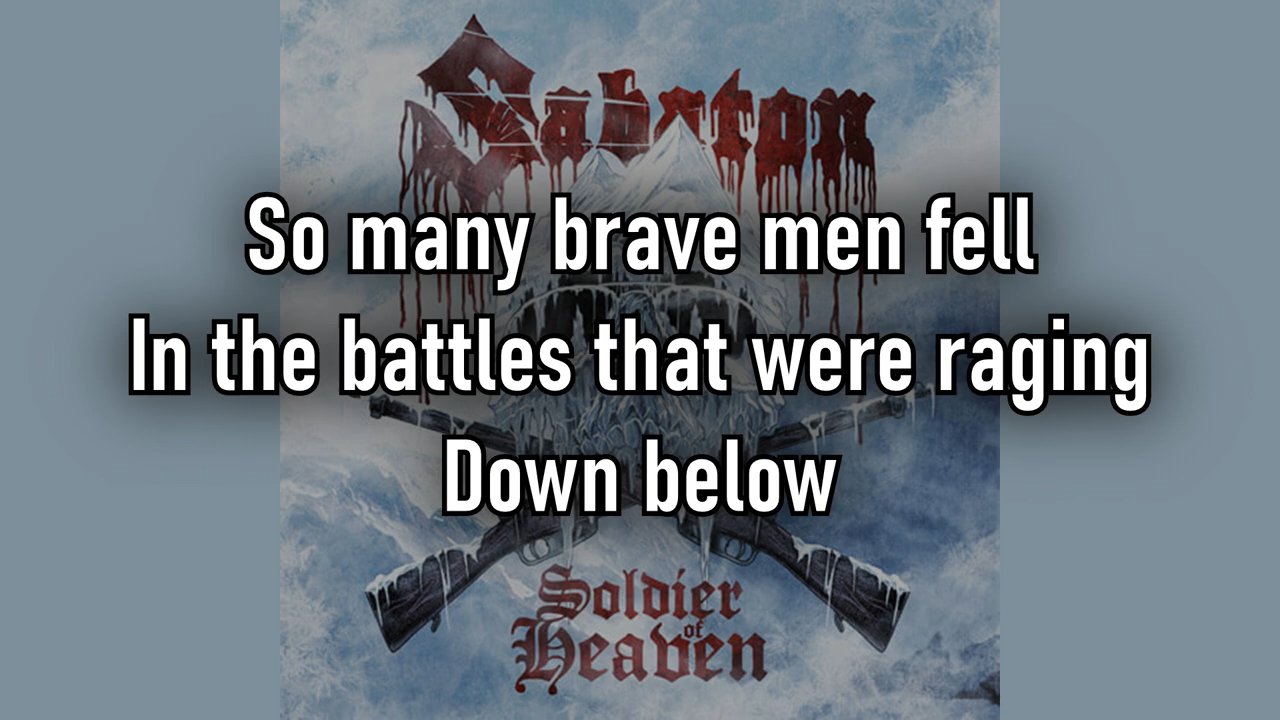 Sabaton
So many brave men fell
In the battles that were raging
Down below
Soldier
of
Heaven